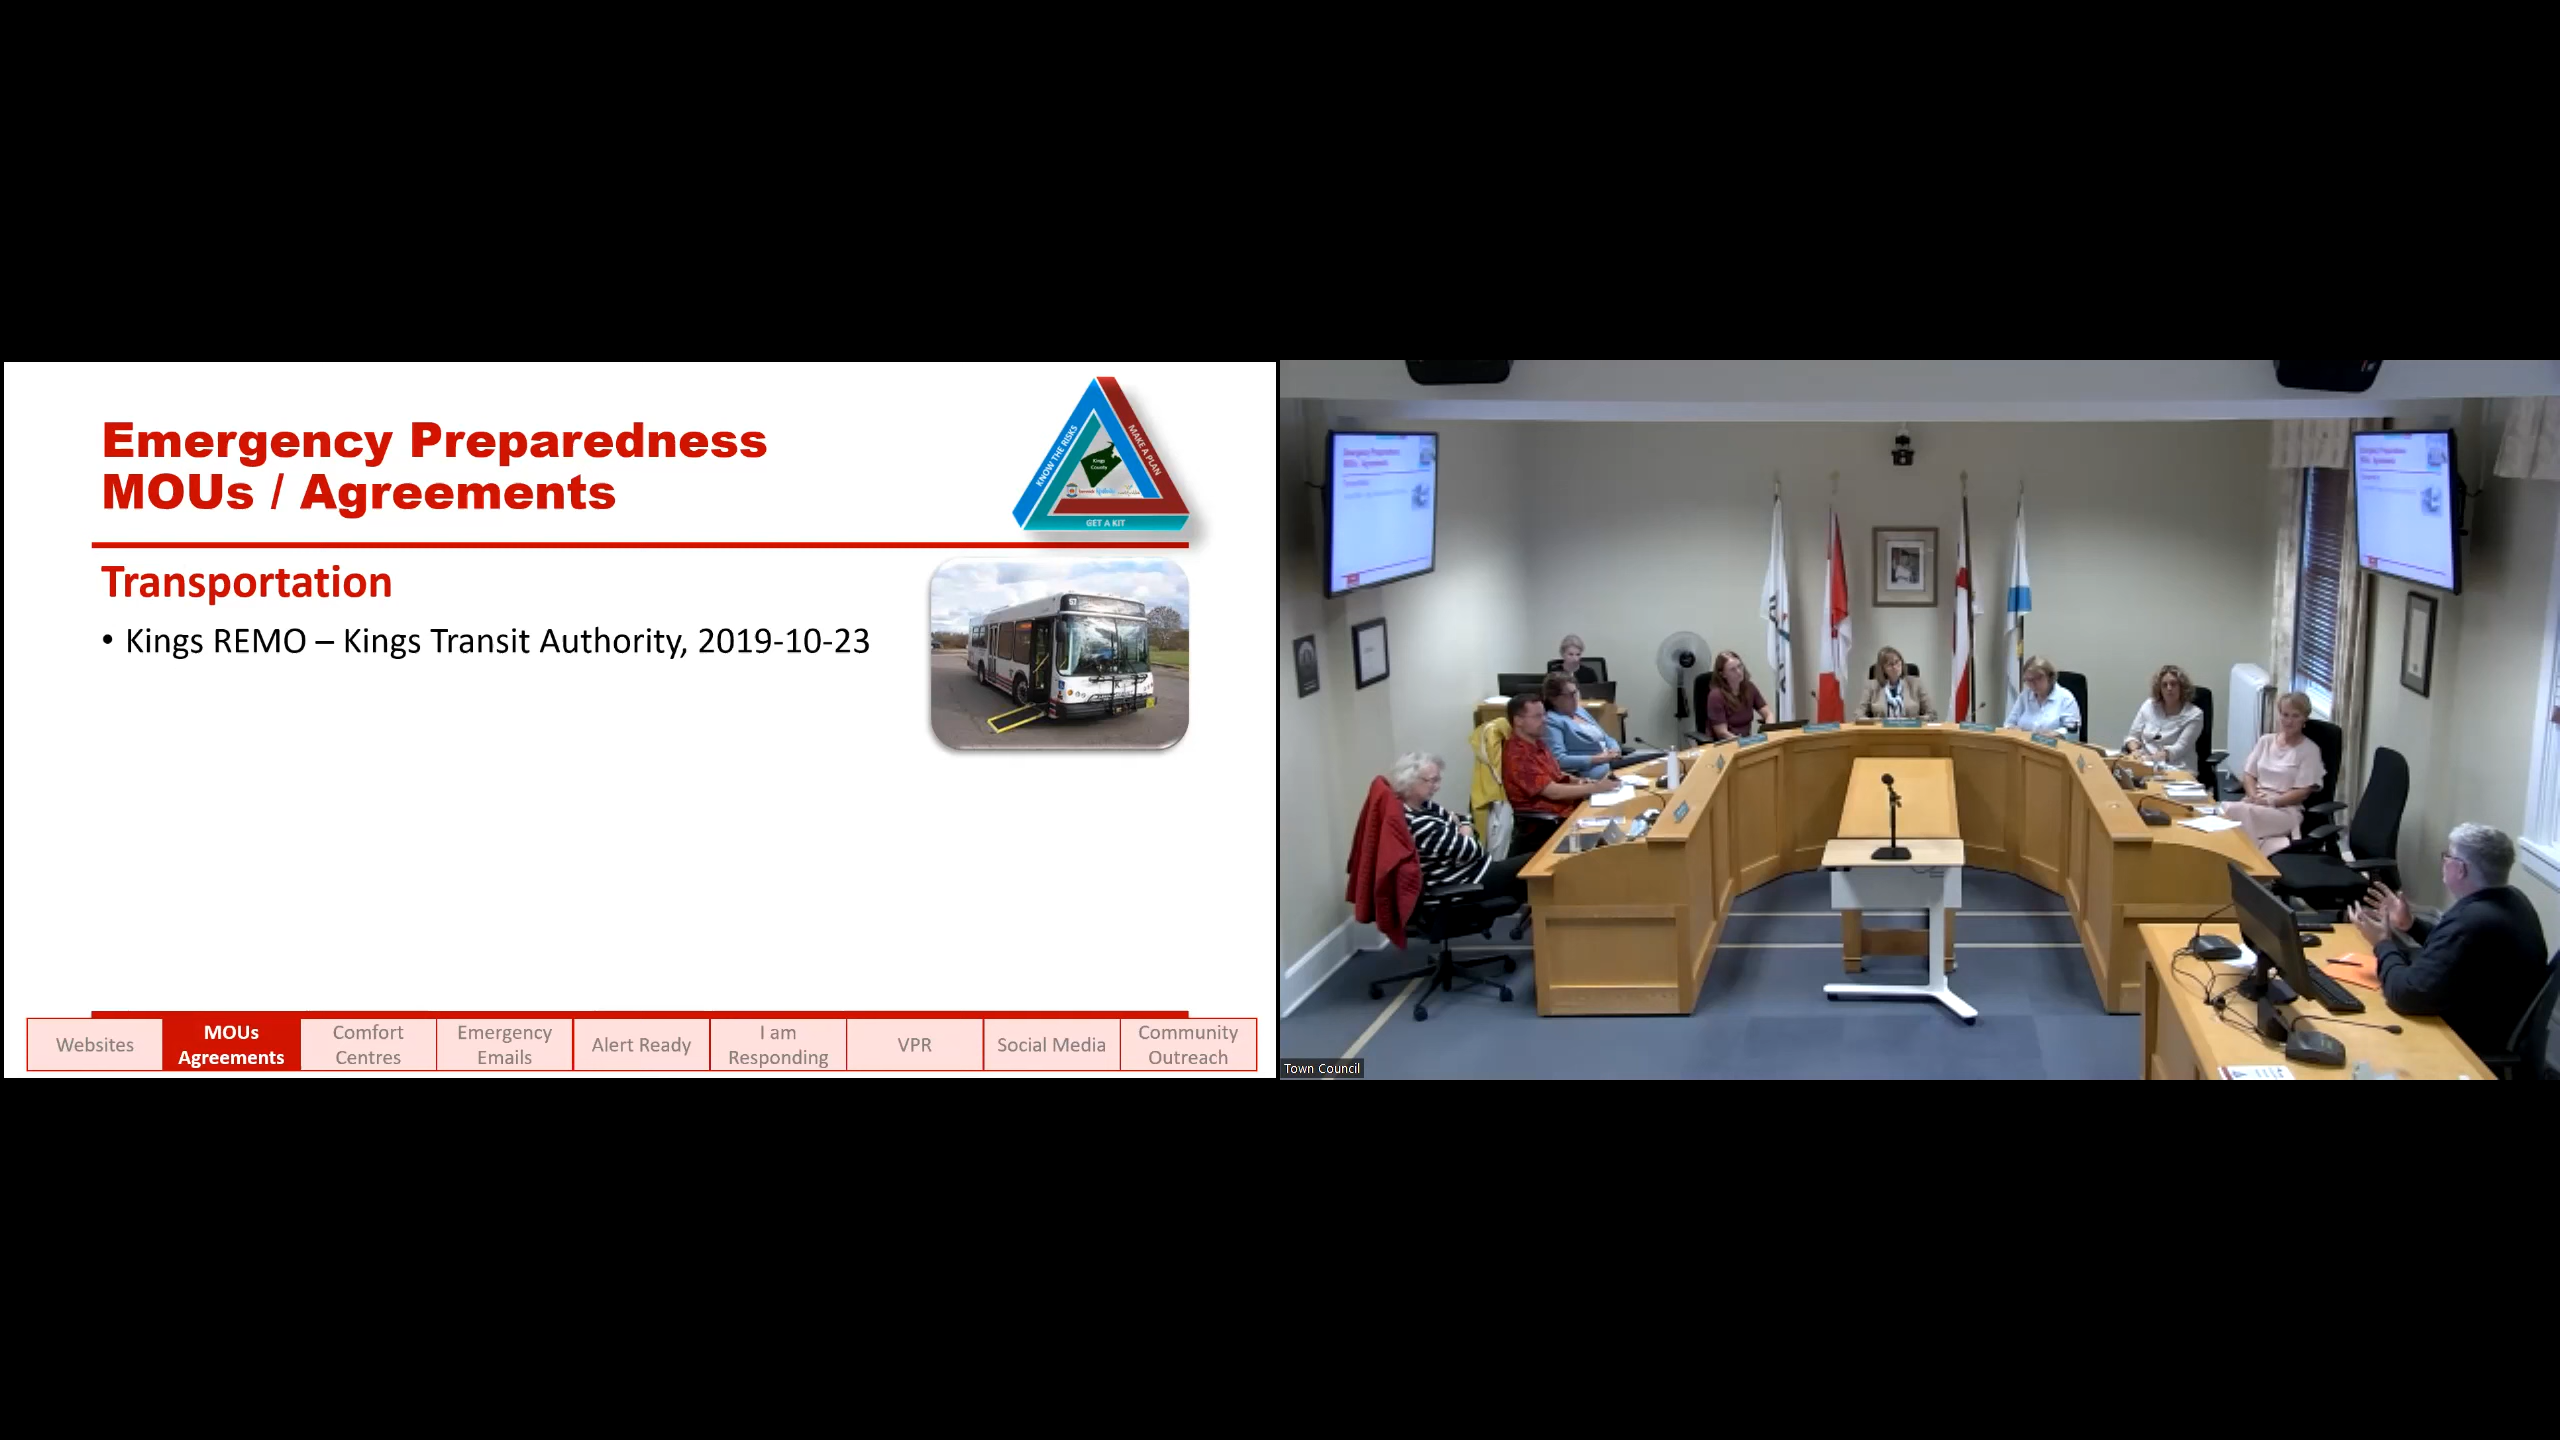 Emergency Preparedness
MOUs / Agreements
KNOW THE RISKS
MAKE A PLAN
Kings
County
GET A KIT
Transportation
• Kings REMO – Kings Transit Authority, 2019-10-23
Websites
MOUs
Agreements
Comfort
Centres
Emergency
Emails
Alert Ready
I am
Responding
VPR
Social Media
Community
Outreach
Town Council